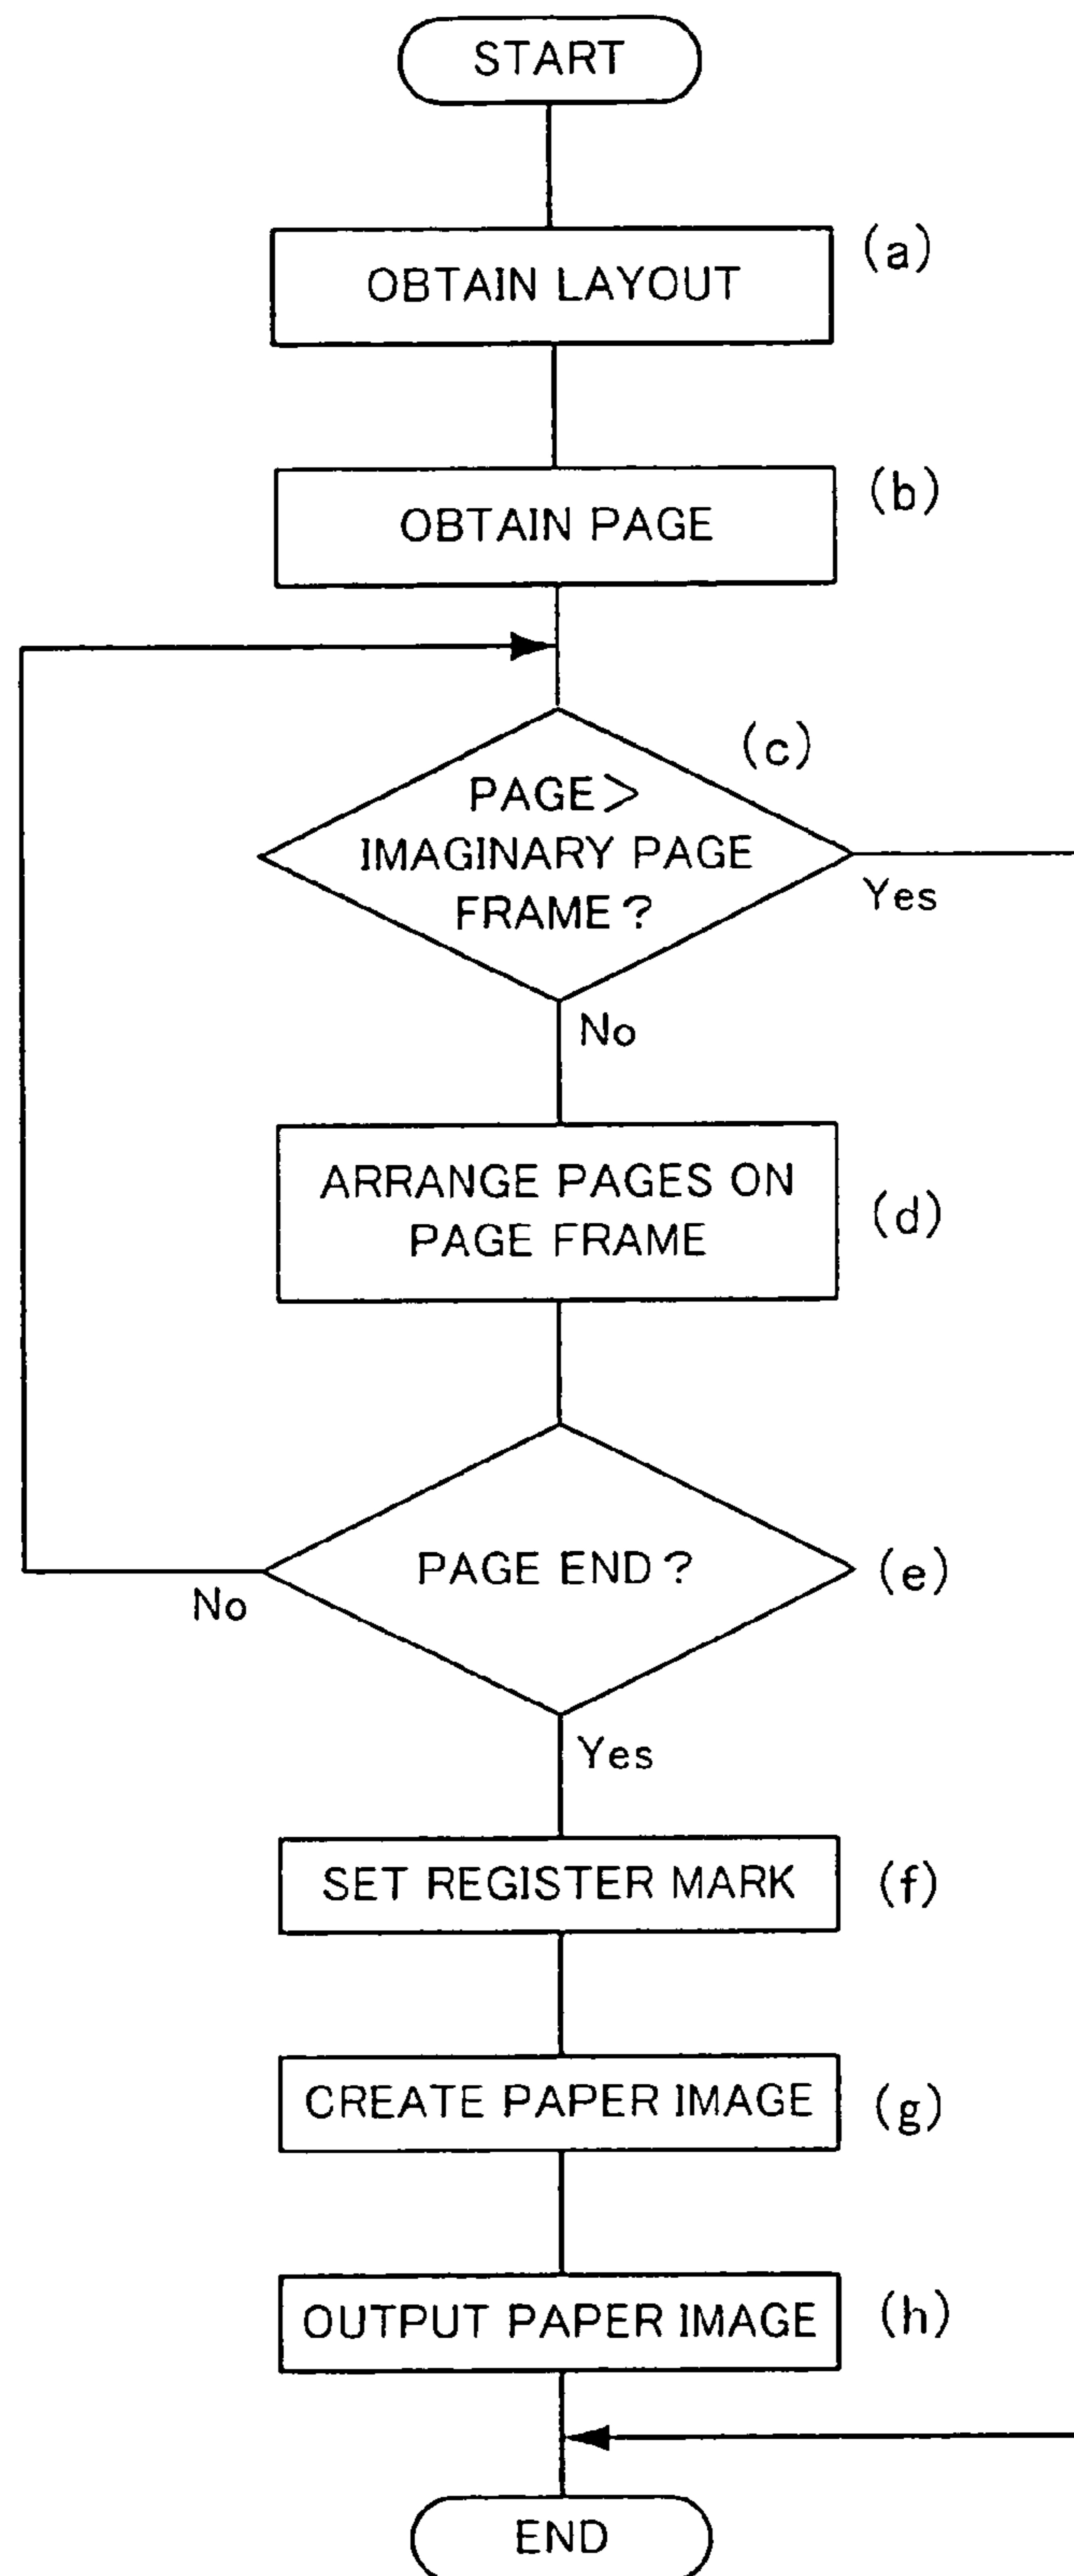 START
OBTAIN LAYOUT
(a)
OBTAIN PAGE
(b)
(c)
PAGE>
IMAGINARY PAGE
FRAME?
Yes
No
ARRANGE PAGES ON
PAGE FRAME
(d)
PAGE END?
(e)
No
Yes
SET REGISTER MARK
(f)
CREATE PAPER IMAGE
(g)
OUTPUT PAPER IMAGE
(h)
END